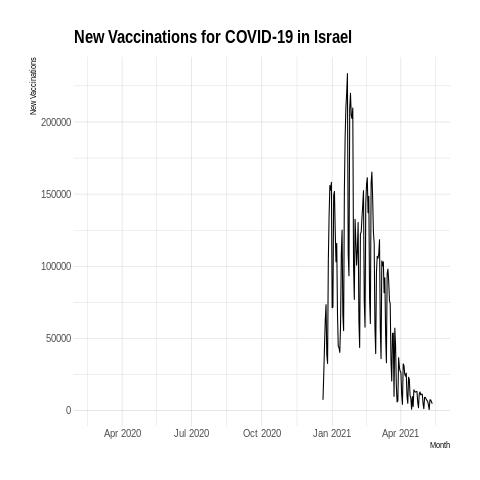 New Vaccinations for COVID-19 in Israel
New Vaccinations
200000
150000
100000
50000
0
Apr 2020 Jul 2020 Oct 2020 Jan 2021 Apr 2021
Month